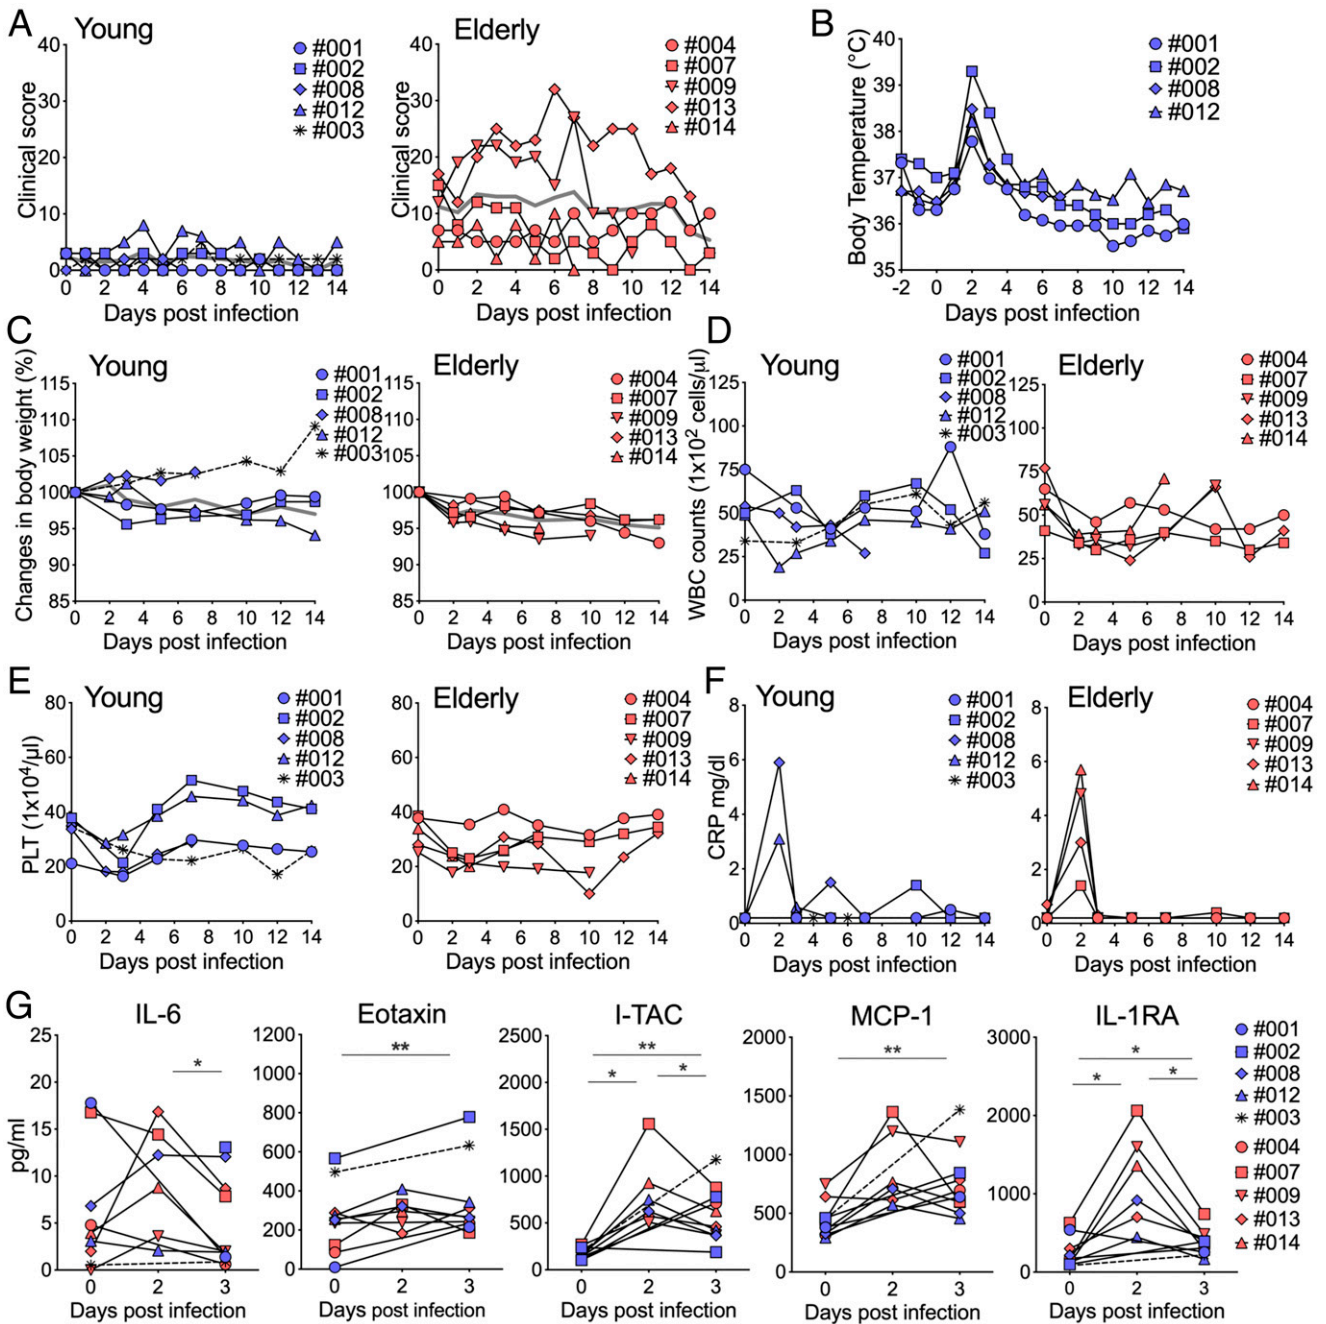 A
Young
Clinical score
40
30
20
10
0
0 2 4 6 8 10 12 14
Days post infection
#001
#002
#008
#012
#003
Elderly
Clinical score
40
30
20
10
0
0 2 4 6 8 10 12 14
Days post infection
#004
#007
#009
#013
#014
B
Body Temperature (°C)
40
39
38
37
36
35
-2 0 2 4 6 8 10 12 14
Days post infection
#001
#002
#008
#012
C
Young
Changes in body weight (%)
115
110
105
100
95
90
85
0 2 4 6 8 10 12 14
Days post infection
#001
#002
#008
#012
#003
Elderly
115
110
105
100
95
90
85
0 2 4 6 8 10 12 14
Days post infection
#004
#007
#009
#013
#014
D
Young
WBC counts (1x10² cells/µl)
125
100
75
50
25
0
0 2 4 6 8 10 12 14
Days post infection
#001
#002
#008
#012
#003
Elderly
125
100
75
50
25
0
0 2 4 6 8 10 12 14
Days post infection
#004
#007
#009
#013
#014
E
Young
PLT (1x10⁴/µl)
80
60
40
20
0
0 2 4 6 8 10 12 14
Days post infection
#001
#002
#008
#012
#003
Elderly
80
60
40
20
0
0 2 4 6 8 10 12 14
Days post infection
#004
#007
#009
#013
#014
F
Young
CRP mg/dl
8
6
4
2
0
0 2 4 6 8 10 12 14
Days post infection
#001
#002
#008
#012
#003
Elderly
8
6
4
2
0
0 2 4 6 8 10 12 14
Days post infection
#004
#007
#009
#013
#014
G
IL-6
pg/ml
25
20
15
10
5
0
*
0 2 3
Days post infection
Eotaxin
1200
1000
800
600
400
200
0
**
0 2 3
Days post infection
I-TAC
2500
2000
1500
1000
500
0
**
* *
0 2 3
Days post infection
MCP-1
2000
1500
1000
500
0
**
0 2 3
Days post infection
IL-1RA
3000
2000
1000
0
*
* *
0 2 3
Days post infection
#001
#002
#008
#012
#003
#004
#007
#009
#013
#014